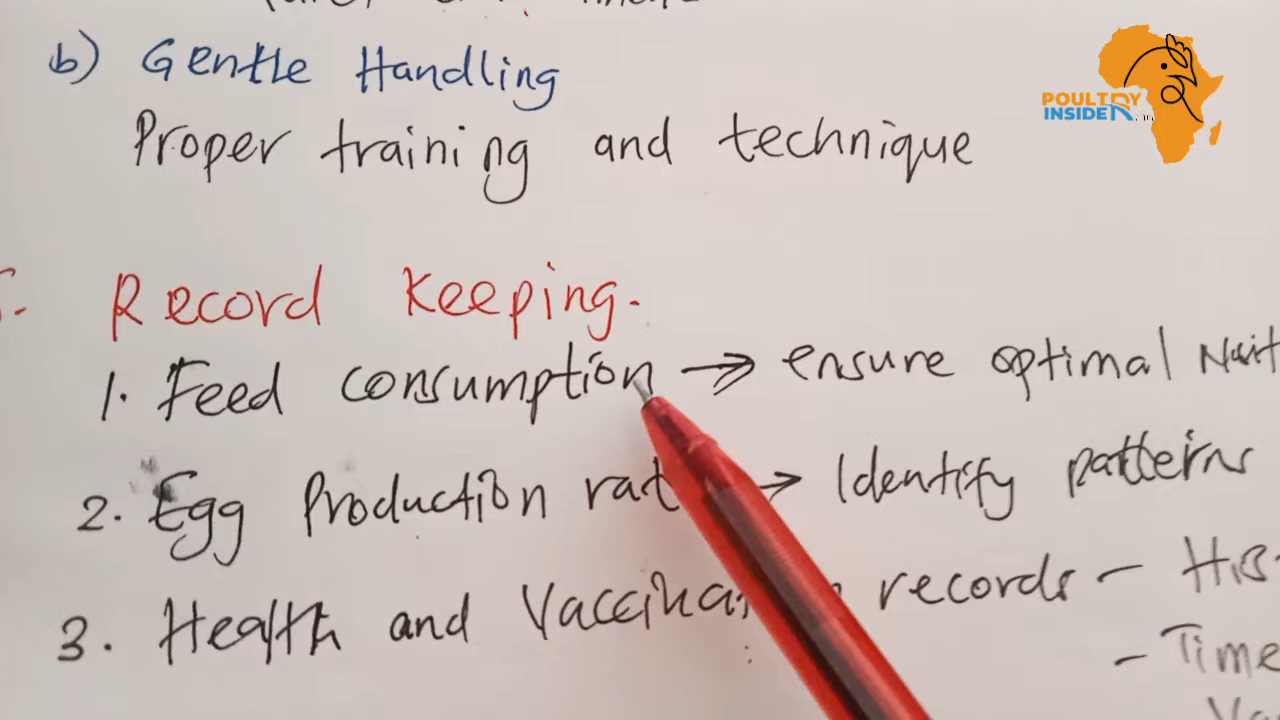 b) Gentle Handling
Proper training and technique
POULTRY
INSIDER
Record Keeping.
1. Feed consumption → ensure optimal
2. Egg Production → Identify patterns
3. Health and records -
- Time